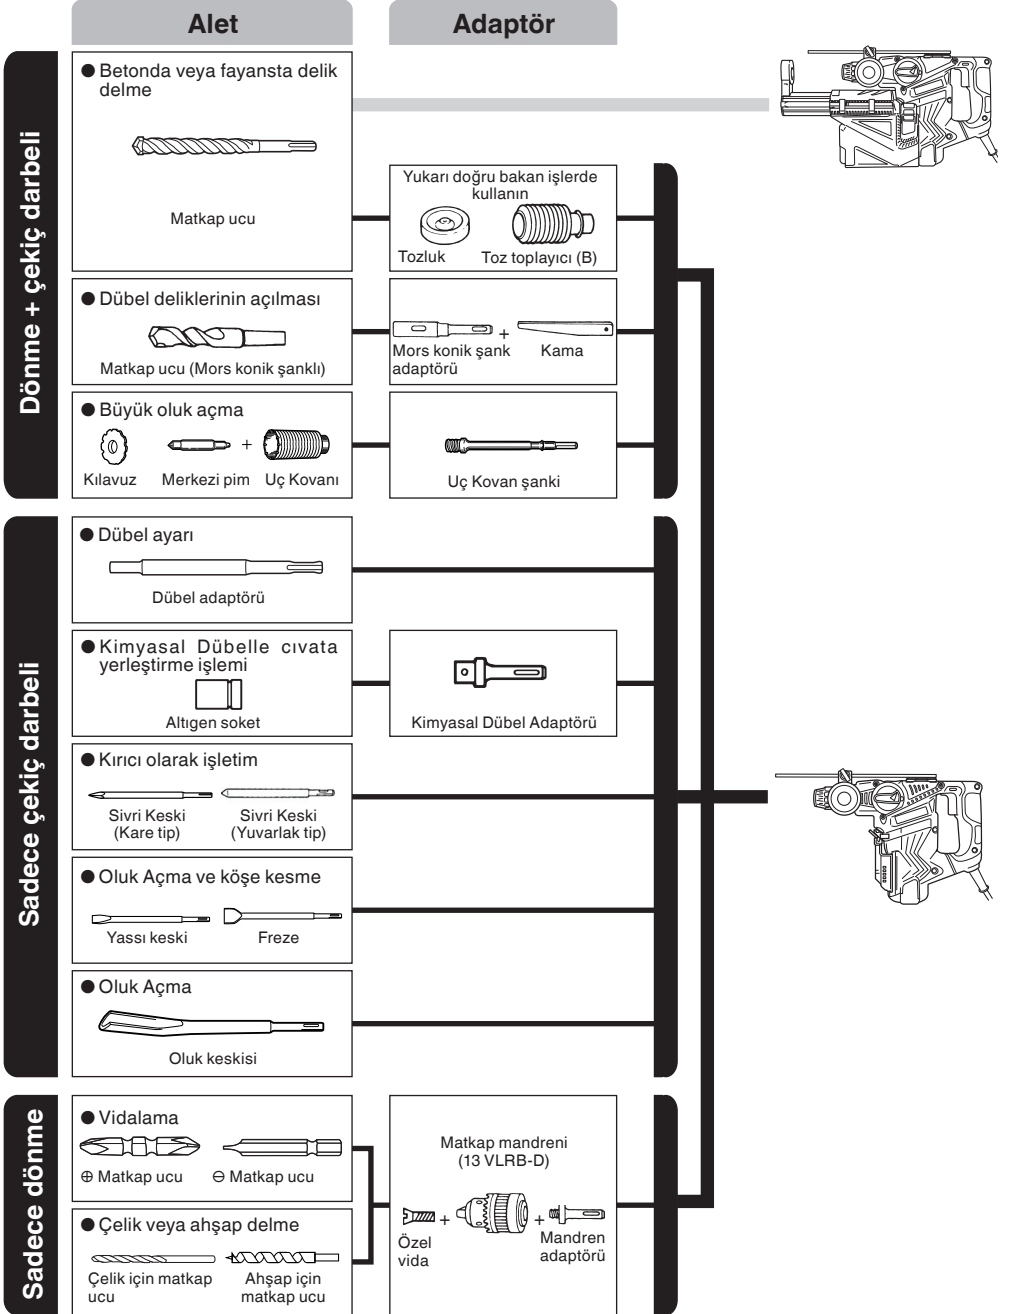 Alet
Adaptör
Dönme + çekiç darbeli
● Betonda veya fayansta delik
delme
Matkap ucu
Yukarı doğru bakan işlerde
kullanın
Tozluk
Toz toplayıcı (B)
● Dübel deliklerinin açılması
Matkap ucu (Mors konik şanklı)
+
Mors konik şank
adaptörü
Kama
● Büyük oluk açma
+
Kılavuz
Merkezi pim
Uç Kovanı
Uç Kovan şanki
Sadece çekiç darbeli
● Dübel ayarı
Dübel adaptörü
● Kimyasal Dübelle cıvata
yerleştirme işlemi
Altıgen soket
Kimyasal Dübel Adaptörü
● Kırıcı olarak işletim
Sivri Keski
(Kare tip)
Sivri Keski
(Yuvarlak tip)
● Oluk Açma ve köşe kesme
Yassı keski
Freze
● Oluk Açma
Oluk keskisi
Sadece dönme
● Vidalama
⊕ Matkap ucu
⊖ Matkap ucu
● Çelik veya ahşap delme
Çelik için matkap
ucu
Ahşap için
matkap ucu
Matkap mandreni
(13 VLRB-D)
+
+
Özel
vida
Mandren
adaptörü